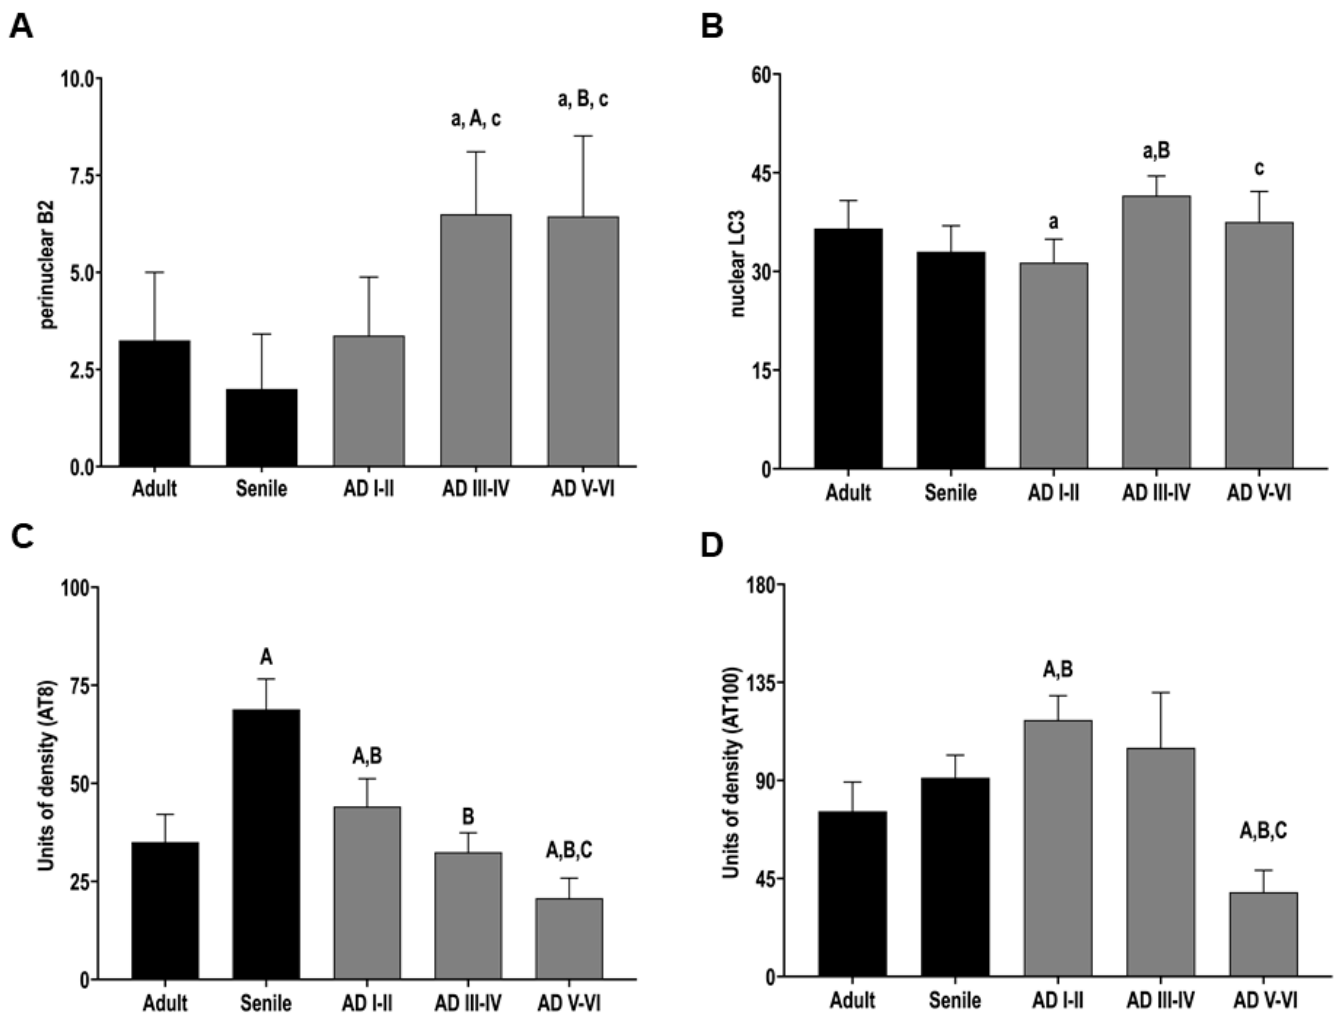 A
perinuclear B2
10.0
7.5
5.0
2.5
0.0
a, A, c
a, B, c
Adult Senile AD I-II AD III-IV AD V-VI
B
nuclear LC3
60
45
30
15
0
a
a,B
c
Adult Senile AD I-II AD III-IV AD V-VI
C
Units of density (AT8)
100
75
50
25
0
A
A,B
B
A,B,C
Adult Senile AD I-II AD III-IV AD V-VI
D
Units of density (AT100)
180
135
90
45
0
A,B
A,B,C
Adult Senile AD I-II AD III-IV AD V-VI